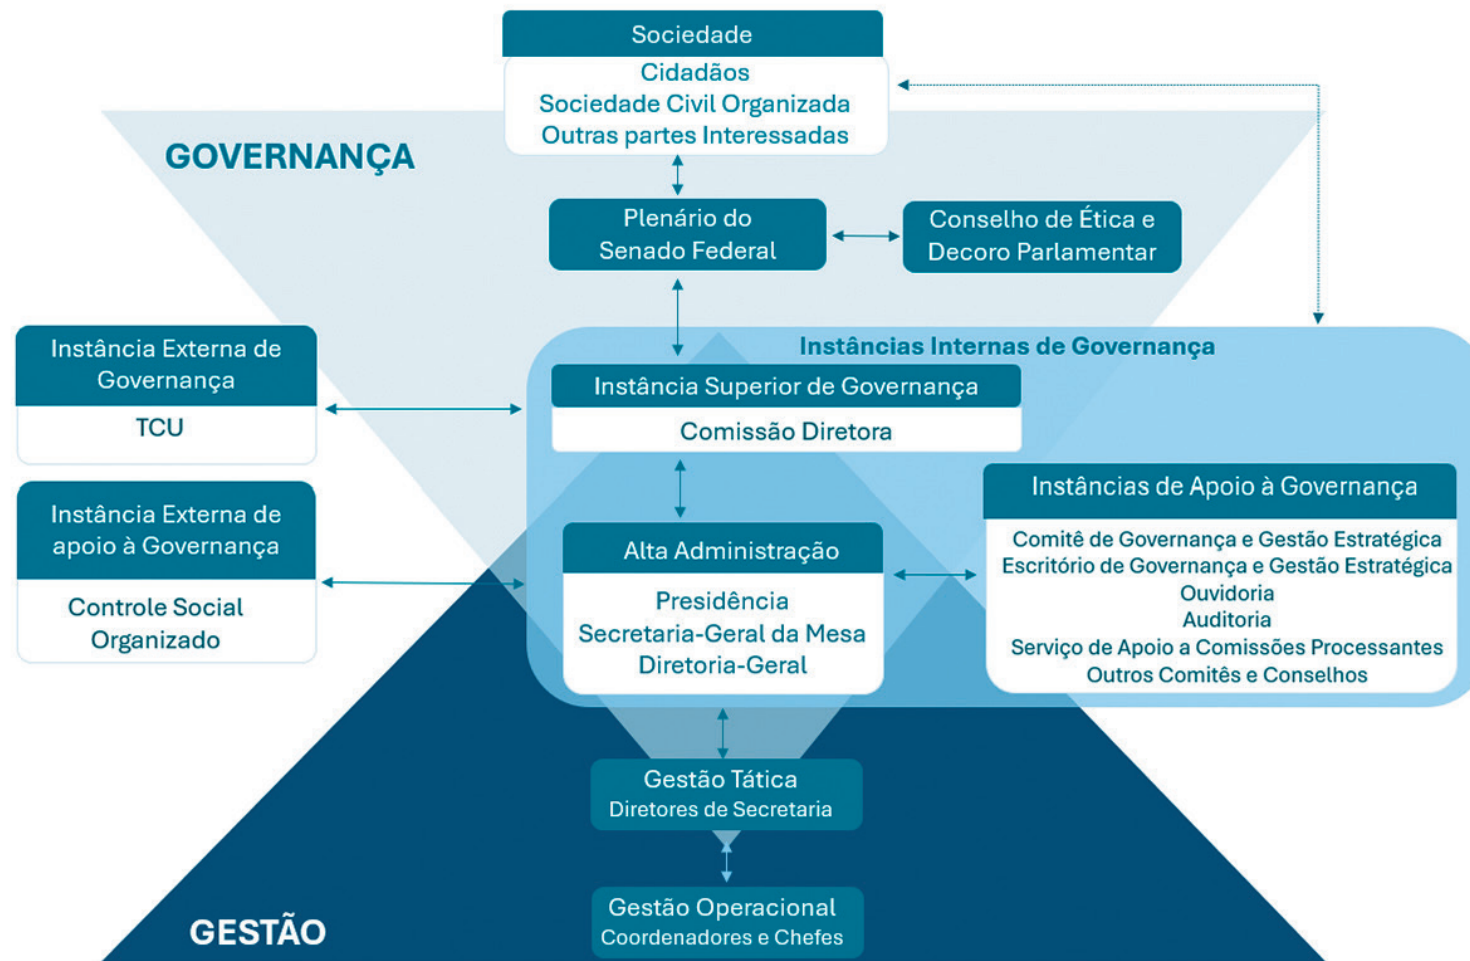 Sociedade
Cidadãos
Sociedade Civil Organizada
Outras partes Interessadas
GOVERNANÇA
Plenário do
Senado Federal
Conselho de Ética e
Decoro Parlamentar
Instância Externa de
Governança
TCU
Instâncias Internas de Governança
Instância Superior de Governança
Comissão Diretora
Instância Externa de
apoio à Governança
Controle Social
Organizado
Alta Administração
Presidência
Secretaria-Geral da Mesa
Diretoria-Geral
Instâncias de Apoio à Governança
Comitê de Governança e Gestão Estratégica
Escritório de Governança e Gestão Estratégica
Ouvidoria
Auditoria
Serviço de Apoio a Comissões Processantes
Outros Comitês e Conselhos
Gestão Tática
Diretores de Secretaria
Gestão Operacional
Coordenadores e Chefes
GESTÃO